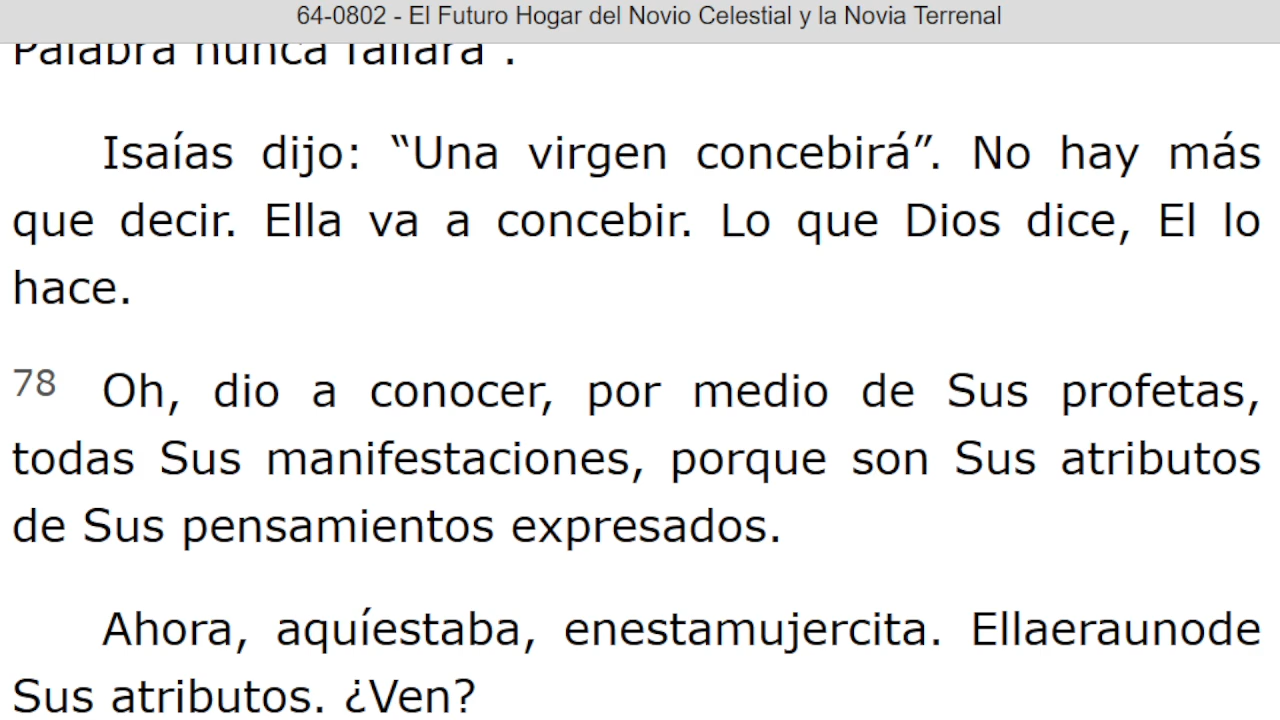 64-0802 - El Futuro Hogar del Novio Celestial y la Novia Terrenal
Palabra nunca fallará".
Isaías dijo: “Una virgen concebirá”. No hay más
que decir. Ella va a concebir. Lo que Dios dice, El lo
hace.
78 Oh, dio a conocer, por medio de Sus profetas,
todas Sus manifestaciones, porque son Sus atributos
de Sus pensamientos expresados.
Ahora, aquíestaba, enestamujercita. Ellaeraunode
Sus atributos. ¿Ven?